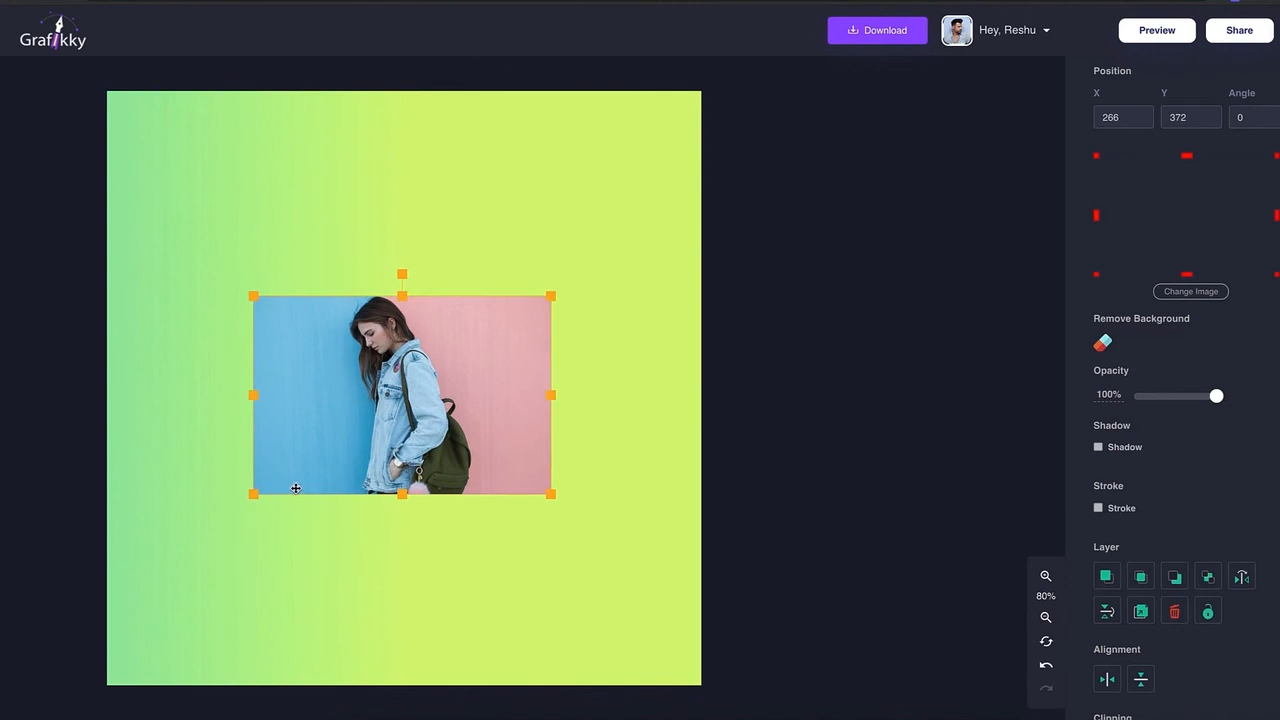 Grafikky
Download
Hey, Reshu
Preview
Share
Position
X
Y
Angle
266
372
0
Change Image
Remove Background
Opacity
100%
Shadow
Shadow
Stroke
Stroke
Layer
80%
Alignment
Clipping